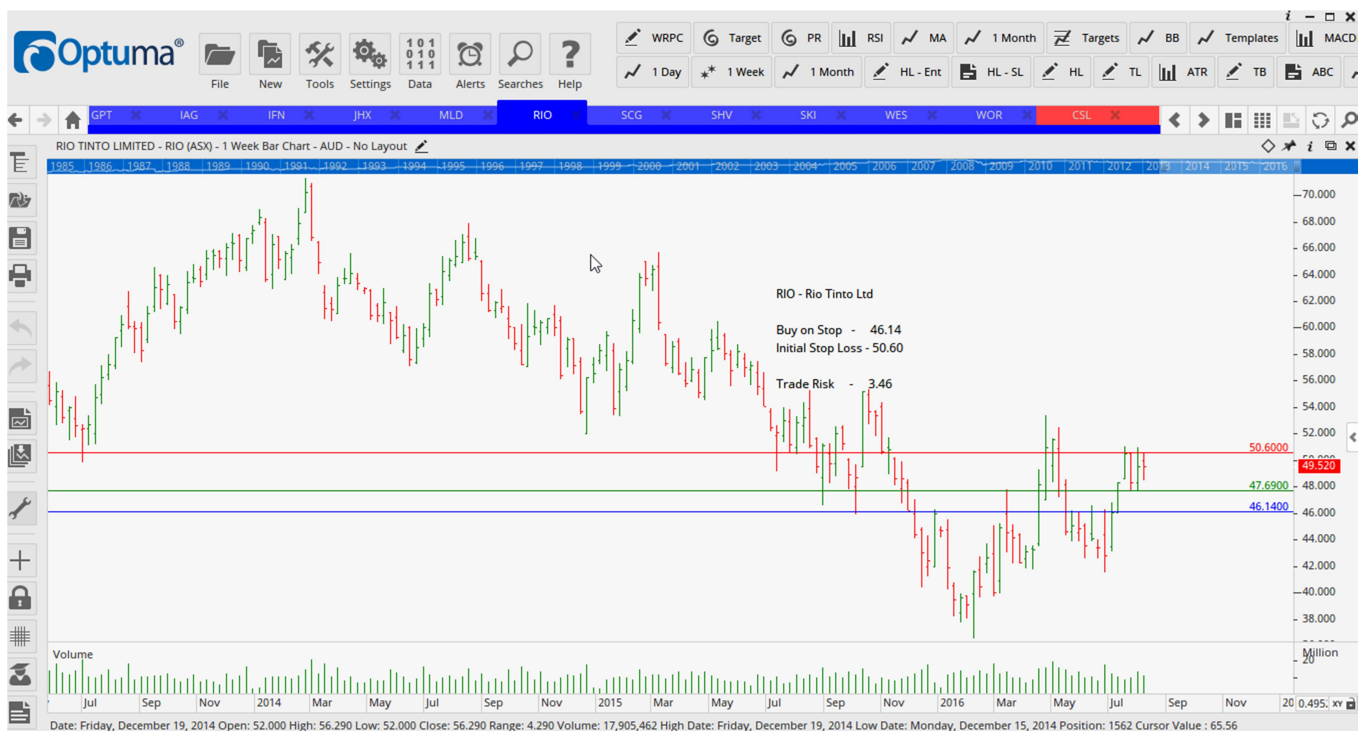 i
Optuma®
File New Tools Settings Data Alerts Searches Help
101
010
111
WRPC Target PR RSI MA 1 Month Targets BB Templates MACD
1 Day 1 Week 1 Month HL - Ent HL - SL HL TL ATR TB ABC
GPT IAG IFN JHX MLD RIO SCG SHV SKI WES WOR CSL
RIO TINTO LIMITED - RIO (ASX) - 1 Week Bar Chart - AUD - No Layout
1985 1986 1987 1988 1989 1990 1991 1992 1993 1994 1995 1996 1997 1998 1999 2000 2001 2002 2003 2004 2005 2006 2007 2008 2009 2010 2011 2012 2013 2014 2015 2016
70.000
68.000
66.000
64.000
62.000
60.000
58.000
56.000
54.000
52.000
50.000
48.000
46.000
44.000
42.000
40.000
38.000
RIO - Rio Tinto Ltd
Buy on Stop - 46.14
Initial Stop Loss - 50.60
Trade Risk - 3.46
50.6000
49.520
47.6900
46.1400
Volume
Million
20
Jul Sep Nov 2014 Mar May Jul Sep Nov 2015 Mar May Jul Sep Nov 2016 Mar May Jul Sep Nov 20
0.495. XY
Date: Friday, December 19, 2014 Open: 52.000 High: 56.290 Low: 52.000 Close: 56.290 Range: 4.290 Volume: 17,905,462 High Date: Friday, December 19, 2014 Low Date: Monday, December 15, 2014 Position: 1562 Cursor Value : 65.56